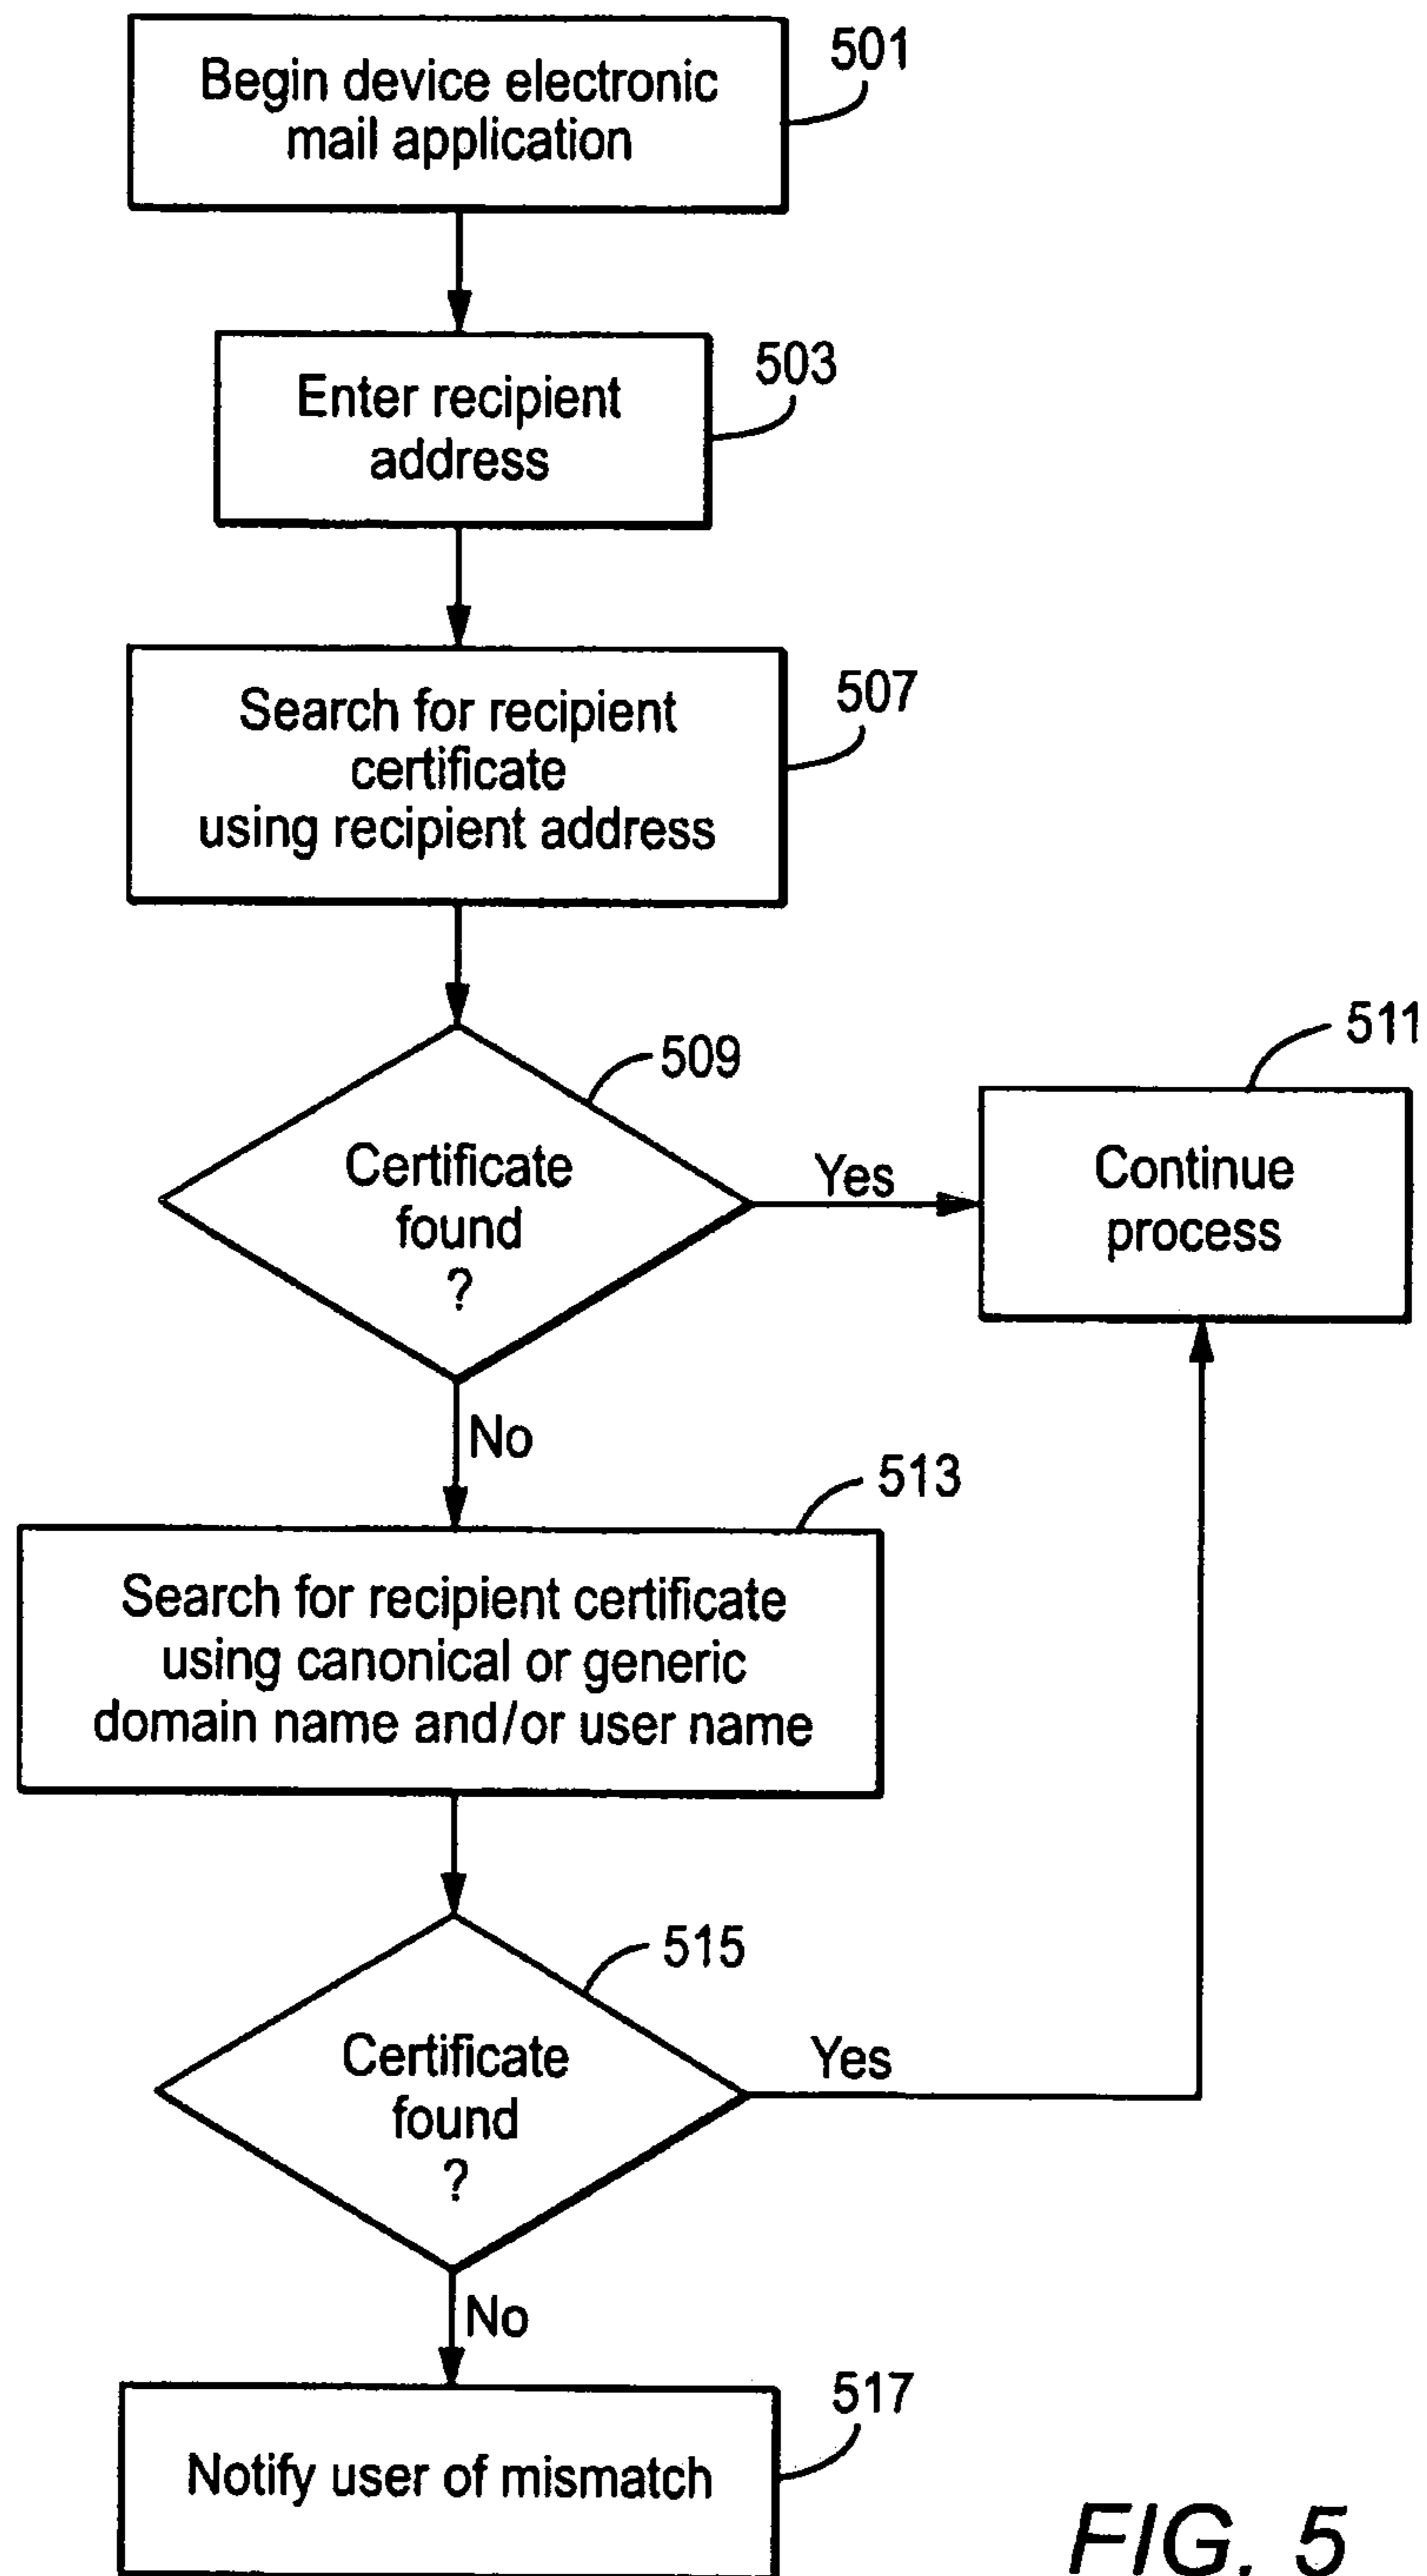 Begin device electronic
mail application
501
Enter recipient
address
503
Search for recipient
certificate
using recipient address
507
509
Certificate
found
?
Yes
511
Continue
process
No
513
Search for recipient certificate
using canonical or generic
domain name and/or user name
515
Certificate
found
?
Yes
No
517
Notify user of mismatch
FIG. 5